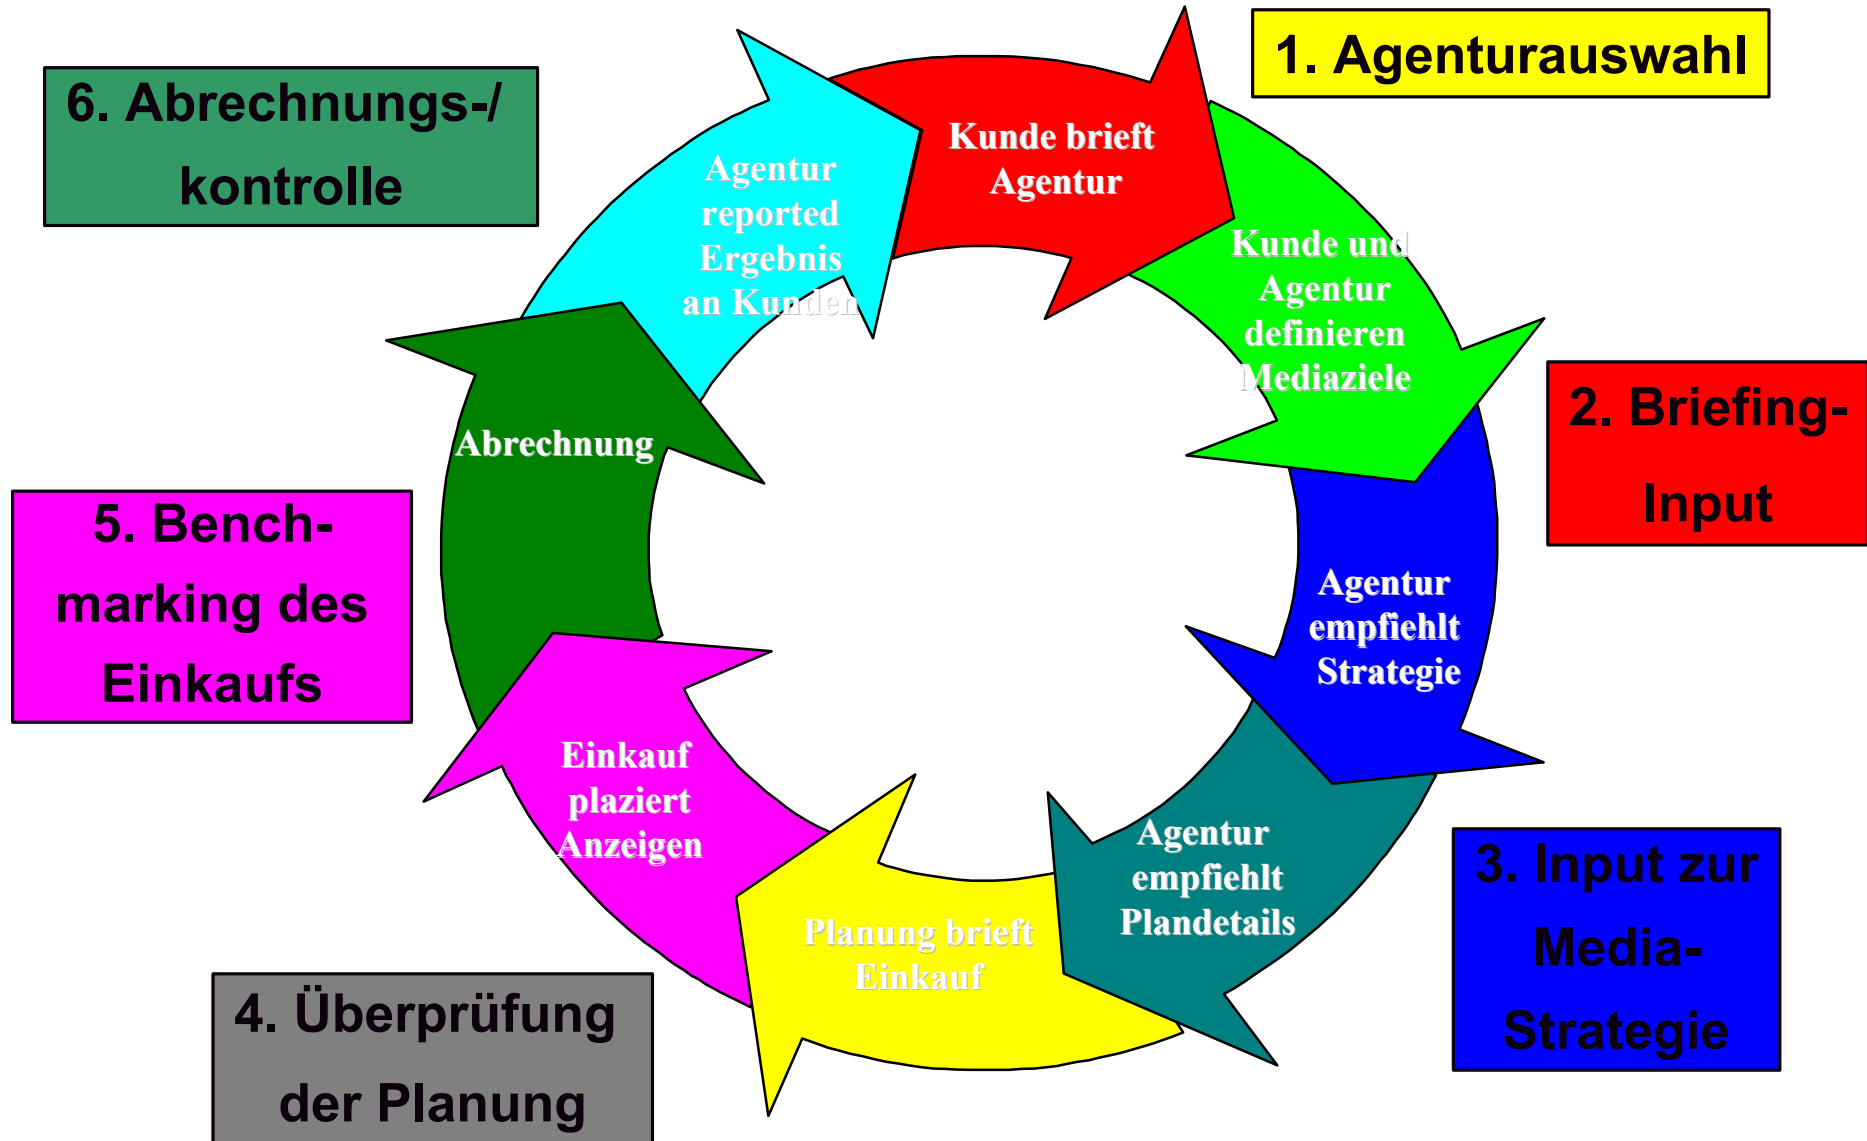 1. Agenturauswahl
6. Abrechnungs-/
kontrolle
Kunde brieft
Agentur
Agentur
reported
Ergebnis
an Kunden
Kunde und
Agentur
definieren
Mediaziele
2. Briefing-
Input
Abrechnung
5. Bench-
marking des
Einkaufs
Agentur
empfiehlt
Strategie
Einkauf
plaziert
Anzeigen
Agentur
empfiehlt
Plandetails
3. Input zur
Media-
Strategie
Planung brieft
Einkauf
4. Überprüfung
der Planung